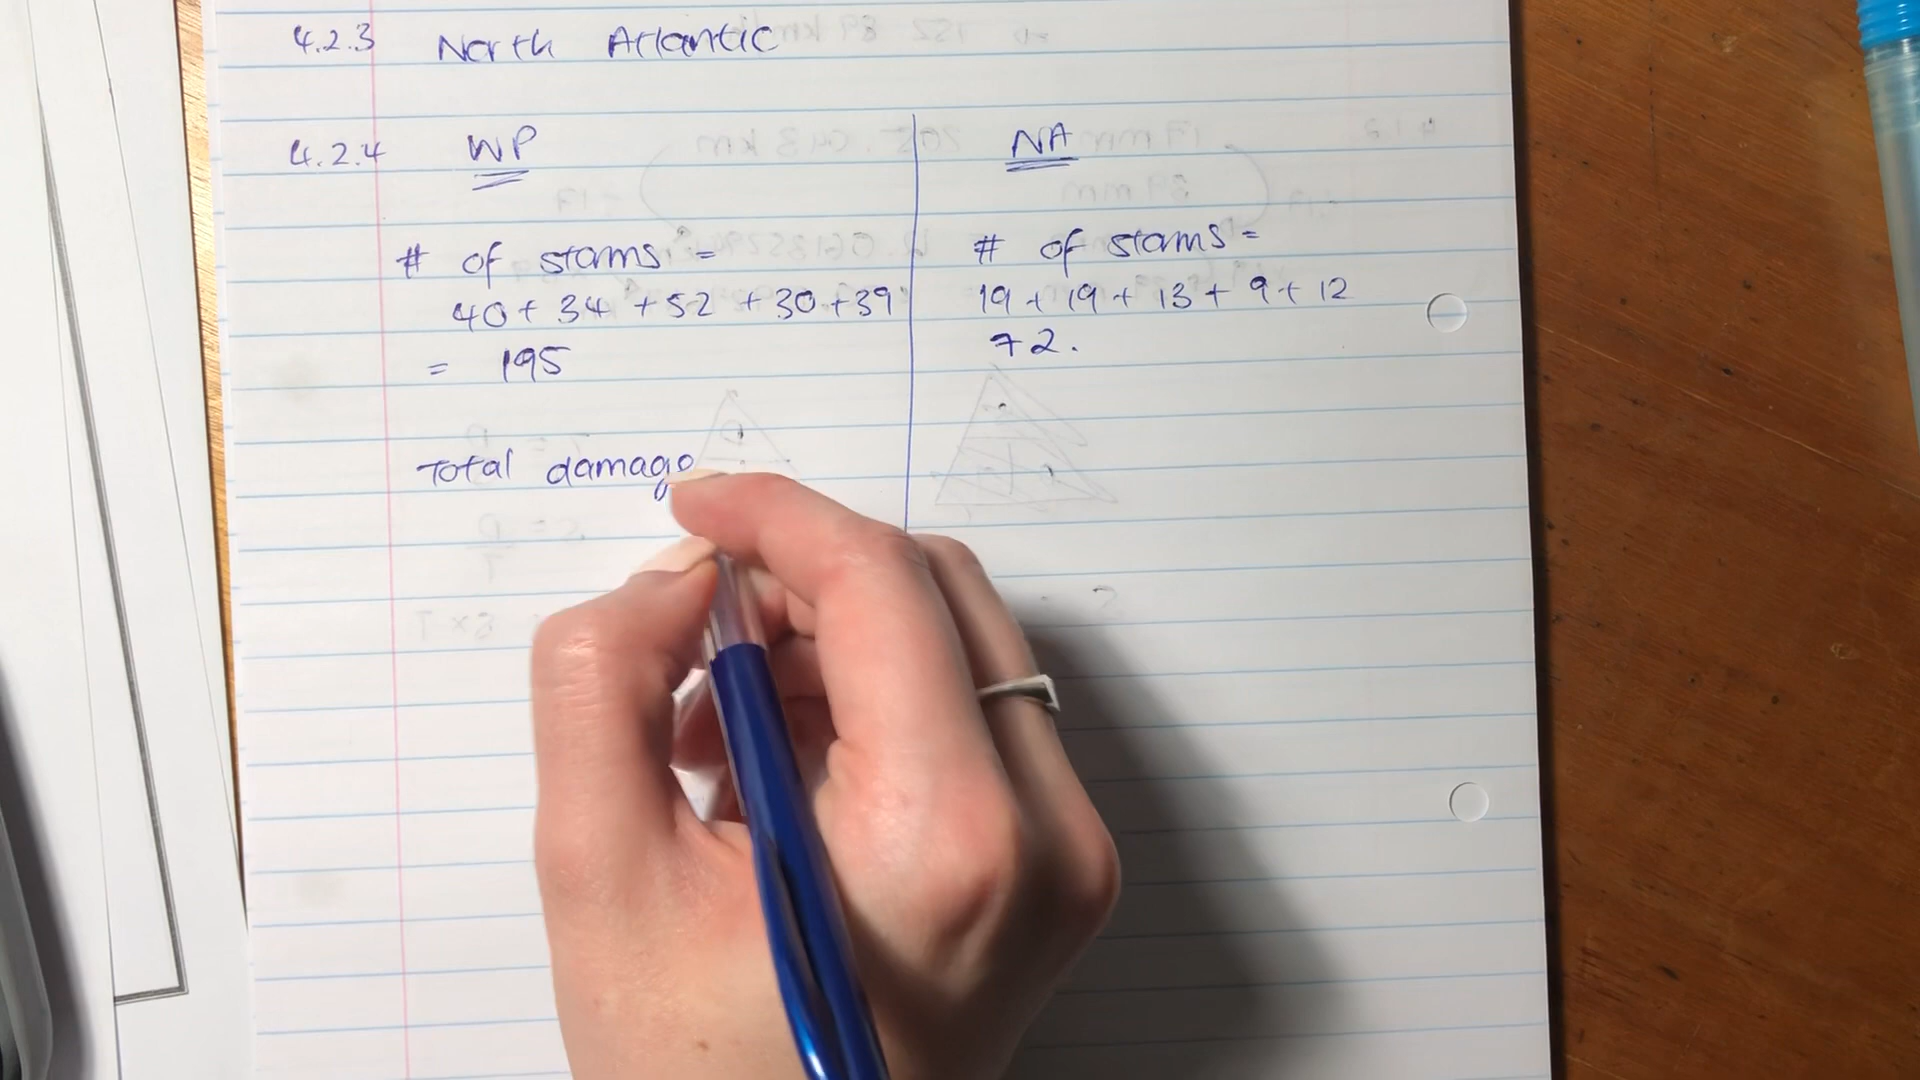 4.2.3 North Atlantic
4.2.4 WP
# of storms =
40 + 34 + 52 + 30 + 39
= 195
Total damage
NA
# of storms =
19 + 19 + 13 + 9 + 12
72.